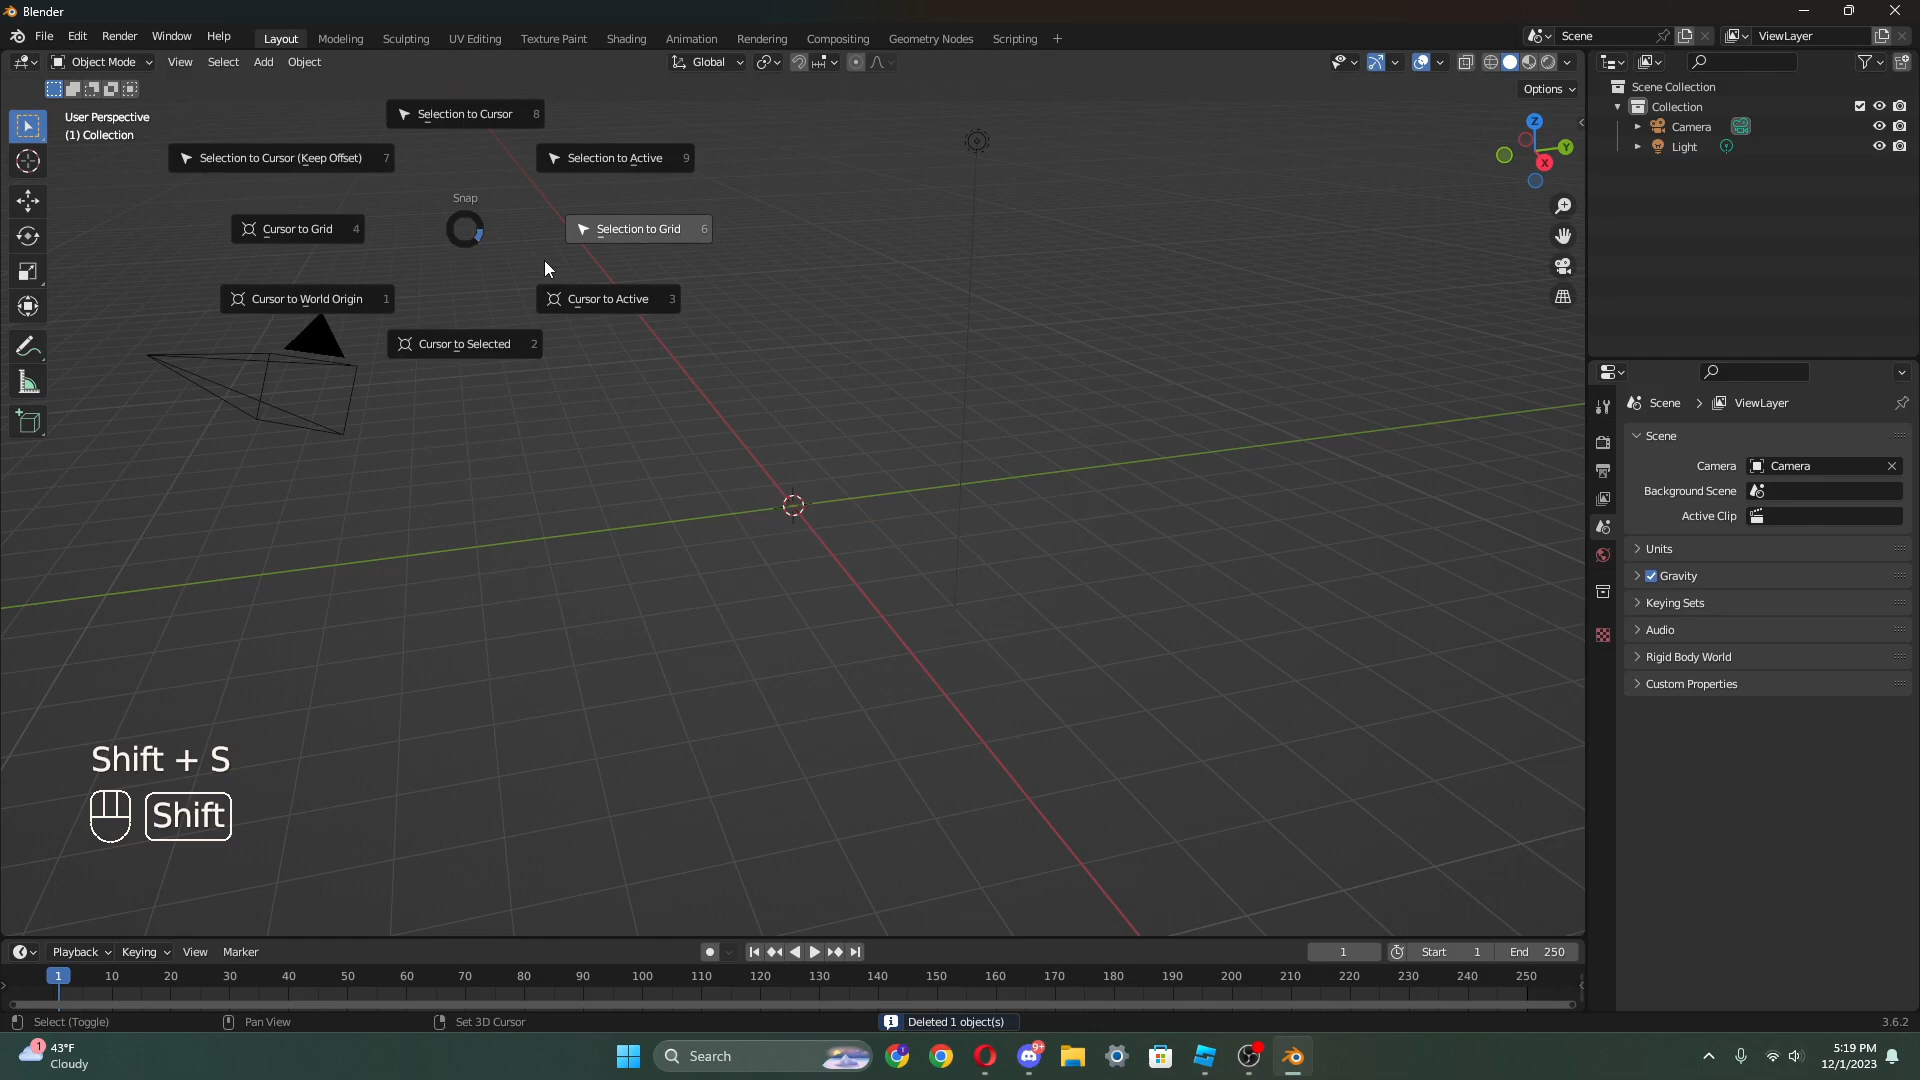 Blender
File Edit Render Window Help
Layout Modeling Sculpting UV Editing Texture Paint Shading Animation Rendering Compositing Geometry Nodes Scripting +
Scene
ViewLayer
Object Mode View Select Add Object
Global
Options
User Perspective
(1) Collection
Selection to Cursor 8
Selection to Cursor (Keep Offset) 7
Selection to Active 9
Snap
Cursor to Grid 4
Selection to Grid 6
Cursor to World Origin 1
Cursor to Active 3
Cursor to Selected 2
Z
Y
X
Scene Collection
Collection
Camera
Light
Scene > ViewLayer
Scene
Camera Camera
Background Scene
Active Clip
Units
Gravity
Keying Sets
Audio
Rigid Body World
Custom Properties
Shift + S
Shift
Playback Keying View Marker
1 Start 1 End 250
1 10 20 30 40 50 60 70 80 90 100 110 120 130 140 150 160 170 180 190 200 210 220 230 240 250
Select (Toggle) Pan View Set 3D Cursor Deleted 1 object(s) 3.6.2
1 43°F
Cloudy
Search
9+
5:19 PM
12/1/2023